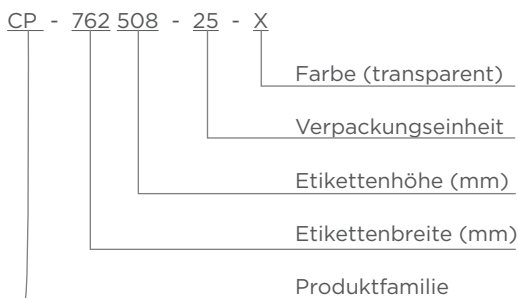 CP - 762 508 - 25 - X
Farbe (transparent)
Verpackungseinheit
Etikettenhöhe (mm)
Etikettenbreite (mm)
Produktfamilie